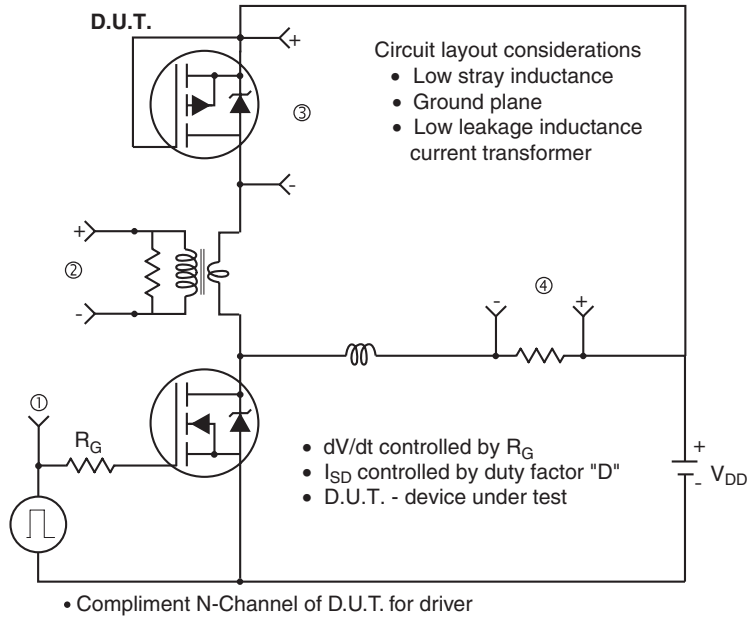 D.U.T.
+
Circuit layout considerations
• Low stray inductance
• Ground plane
• Low leakage inductance
current transformer
③
-
+
②
-
④
-
+
①
R_G
• dV/dt controlled by R_G
• I_SD controlled by duty factor "D"
• D.U.T. - device under test
+
-
V_DD
• Compliment N-Channel of D.U.T. for driver